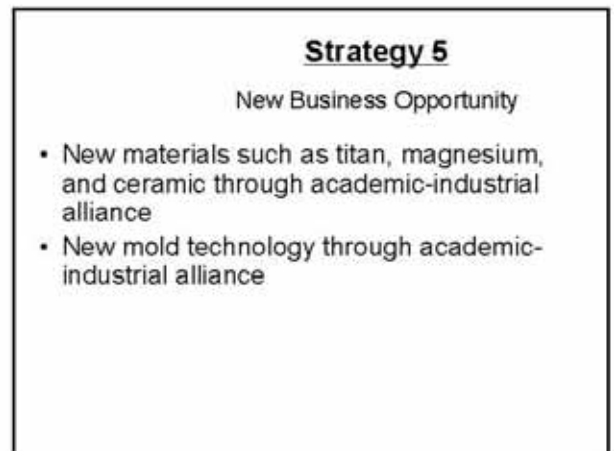 Strategy 5
New Business Opportunity
• New materials such as titan, magnesium,
and ceramic through academic-industrial
alliance
• New mold technology through academic-
industrial alliance